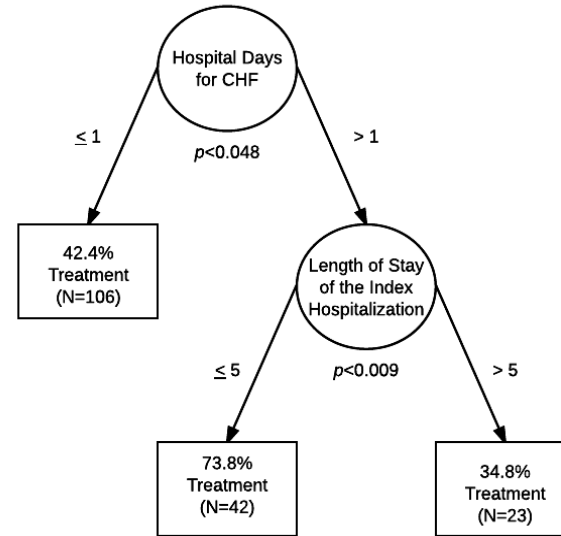 Hospital Days
for CHF
≤ 1
p<0.048
> 1
42.4%
Treatment
(N=106)
Length of Stay
of the Index
Hospitalization
≤ 5
p<0.009
> 5
73.8%
Treatment
(N=42)
34.8%
Treatment
(N=23)